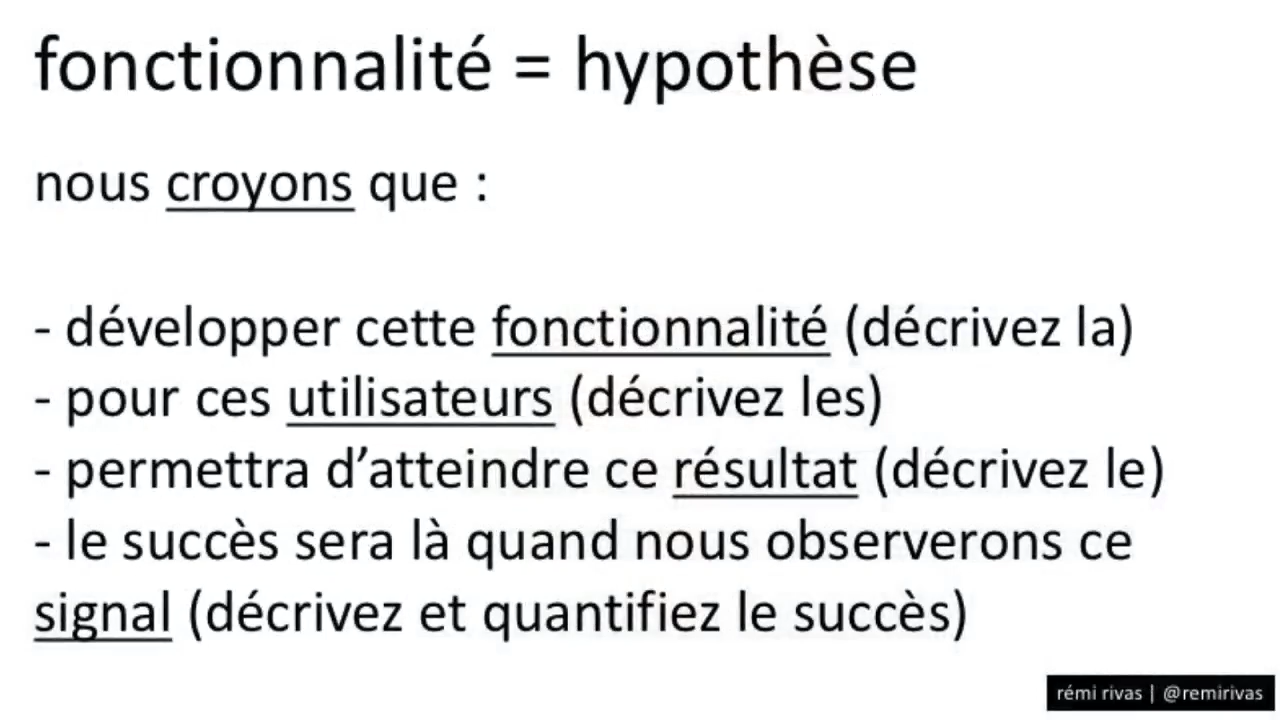 fonctionnalité = hypothèse
nous croyons que :
- développer cette fonctionnalité (décrivez la)
- pour ces utilisateurs (décrivez les)
- permettra d’atteindre ce résultat (décrivez le)
- le succès sera là quand nous observerons ce
signal (décrivez et quantifiez le succès)
rémi rivas | @remirivas